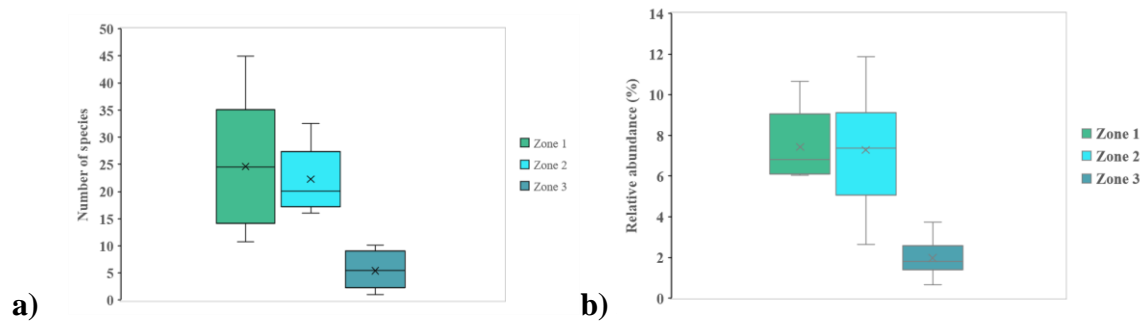 a)
Number of species
50
45
40
35
30
25
20
15
10
5
0
Zone 1
Zone 2
Zone 3
b)
Relative abundance (%)
14
12
10
8
6
4
2
0
Zone 1
Zone 2
Zone 3